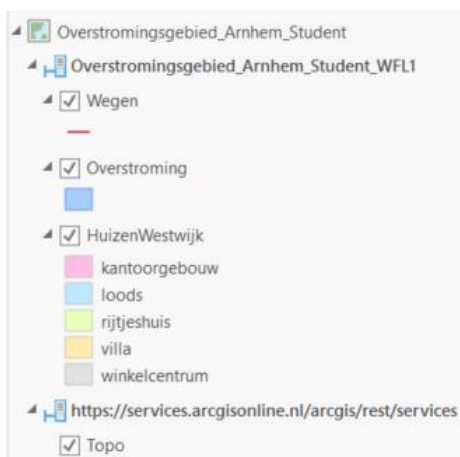 Overstromingsgebied_Arnhem_Student
Overstromingsgebied_Arnhem_Student_WFL1
Wegen
Overstroming
HuizenWestwijk
kantoorgebouw
loods
rijtjeshuis
villa
winkelcentrum
https://services.arcgisonline.nl/arcgis/rest/services
Topo